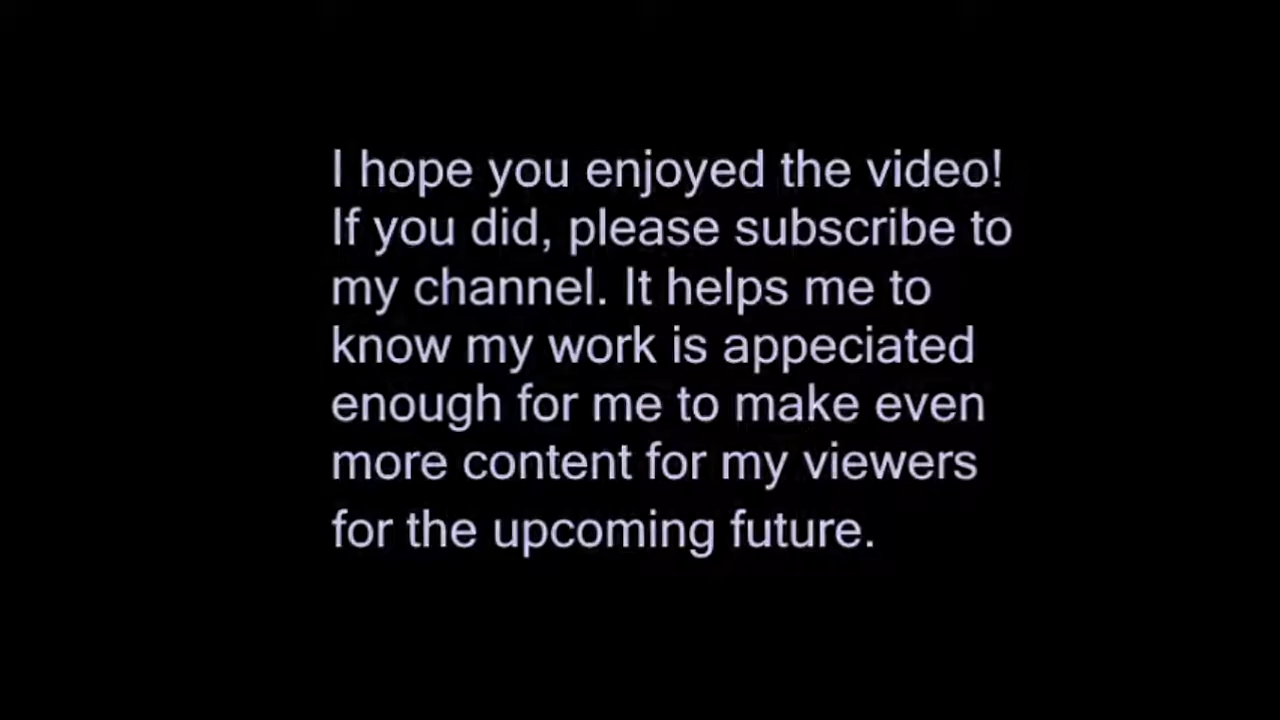 I hope you enjoyed the video!
If you did, please subscribe to
my channel. It helps me to
know my work is appeciated
enough for me to make even
more content for my viewers
for the upcoming future.